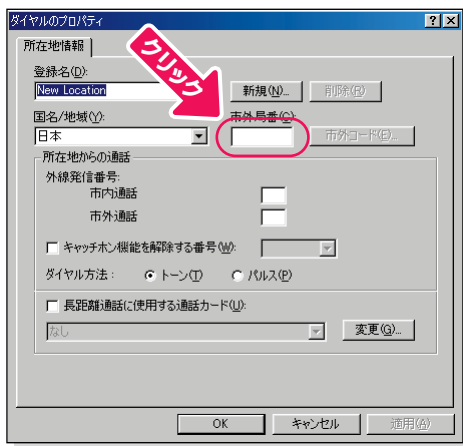 ダイヤルのプロパティ
所在地情報
クリック
登録名(D):
New Location
新規(N)...
削除(R)
国名/地域(Y):
市外局番(C):
日本
市外コード(E)...
所在地からの通話
外線発信番号:
市内通話
市外通話
キャッチホン機能を解除する番号(W):
ダイヤル方法: トーン(T) パルス(P)
長距離通話に使用する通話カード(U):
なし
変更(G)...
OK
キャンセル
適用(A)